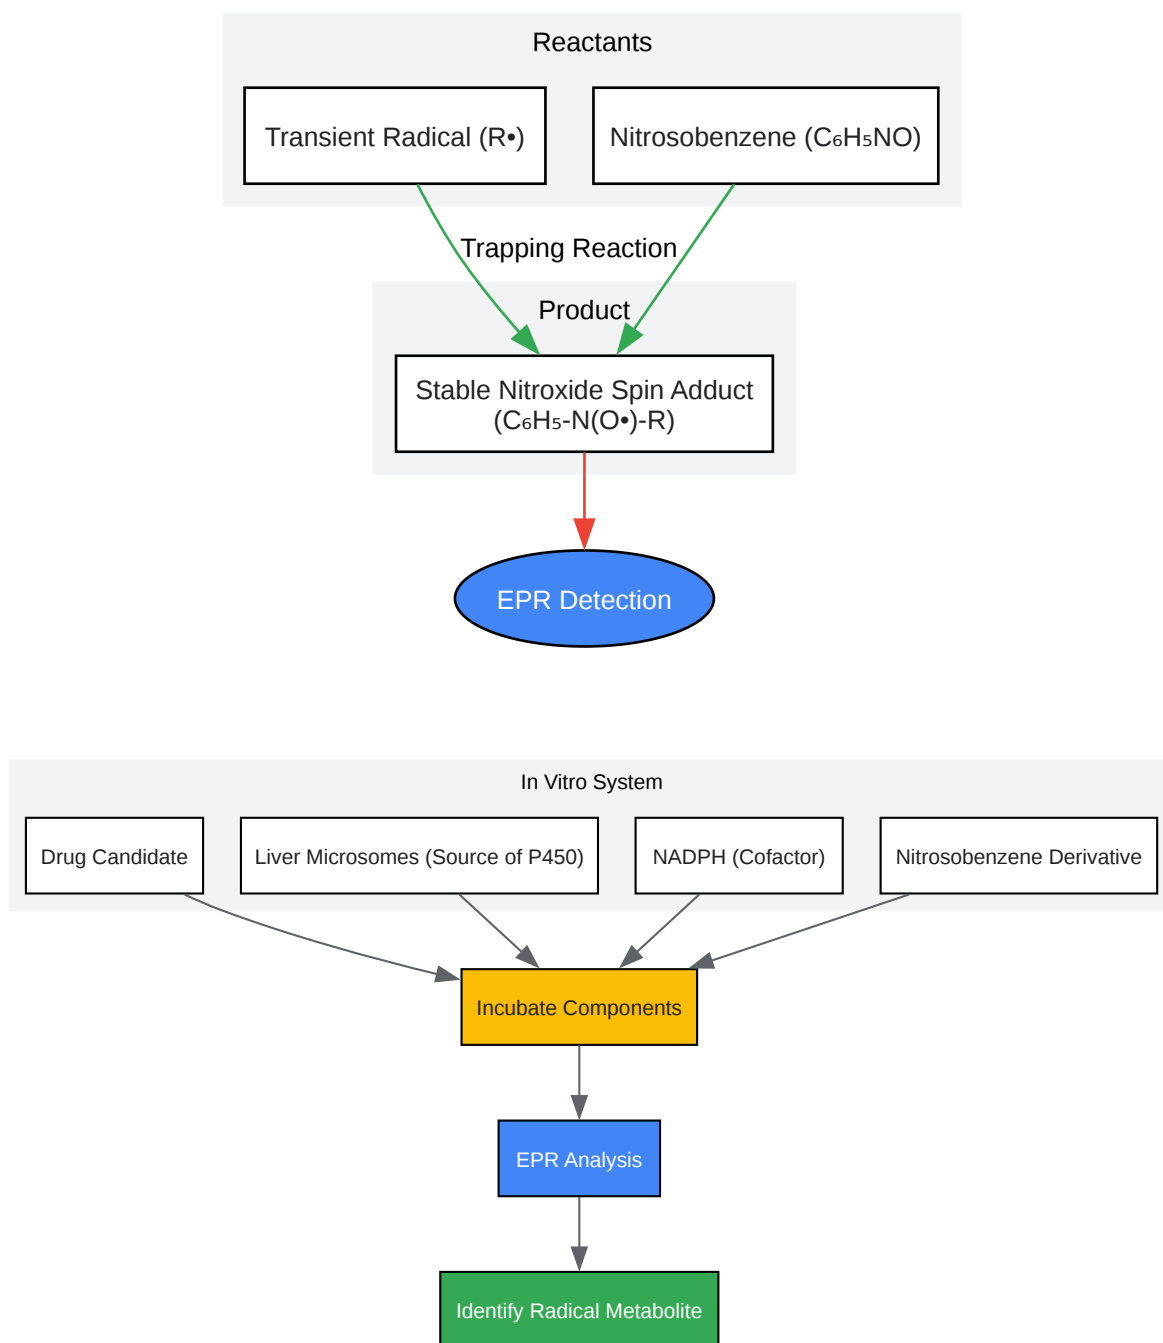 Reactants
Transient Radical (R•)
Nitrosobenzene (C₆H₅NO)
Trapping Reaction
Product
Stable Nitroxide Spin Adduct
(C₆H₅-N(O•)-R)
EPR Detection
In Vitro System
Drug Candidate
Liver Microsomes (Source of P450)
NADPH (Cofactor)
Nitrosobenzene Derivative
Incubate Components
EPR Analysis
Identify Radical Metabolite